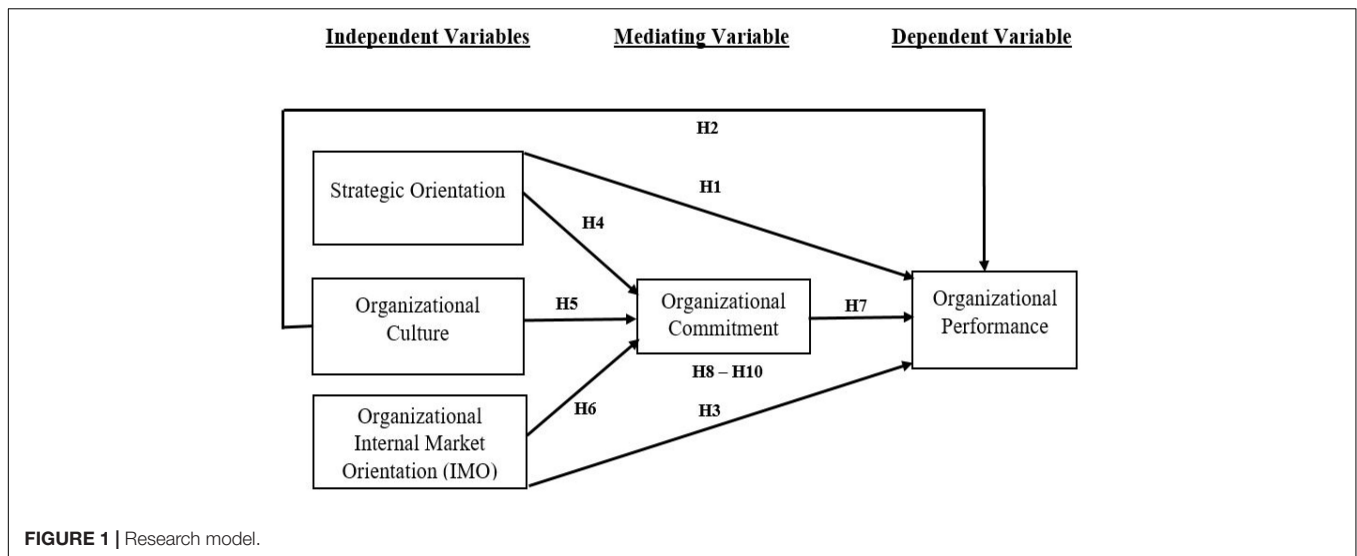 Independent Variables Mediating Variable Dependent Variable
H2
Strategic Orientation
H1
H4
Organizational
Culture
H5
Organizational
Commitment
H7
Organizational
Performance
H8 – H10
Organizational
Internal Market
Orientation (IMO)
H6
H3
FIGURE 1 | Research model.